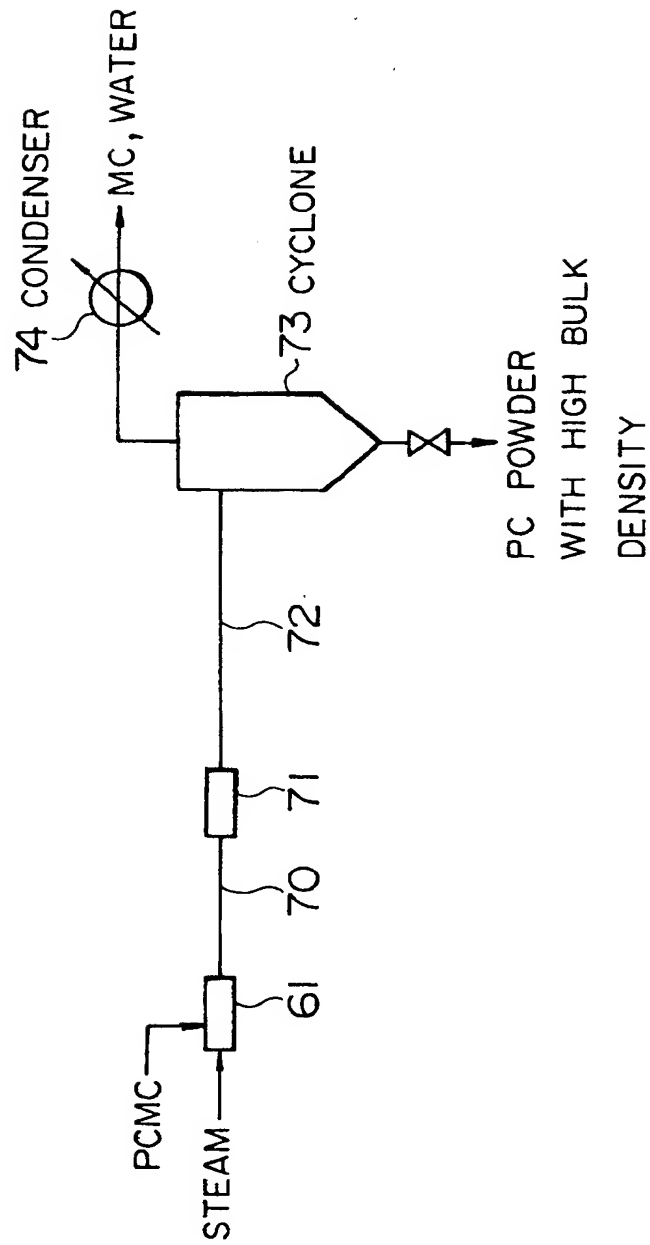 74 CONDENSER
MC, WATER
73 CYCLONE
PCMC
STEAM
61
70
71
72
PC POWDER
WITH HIGH BULK
DENSITY